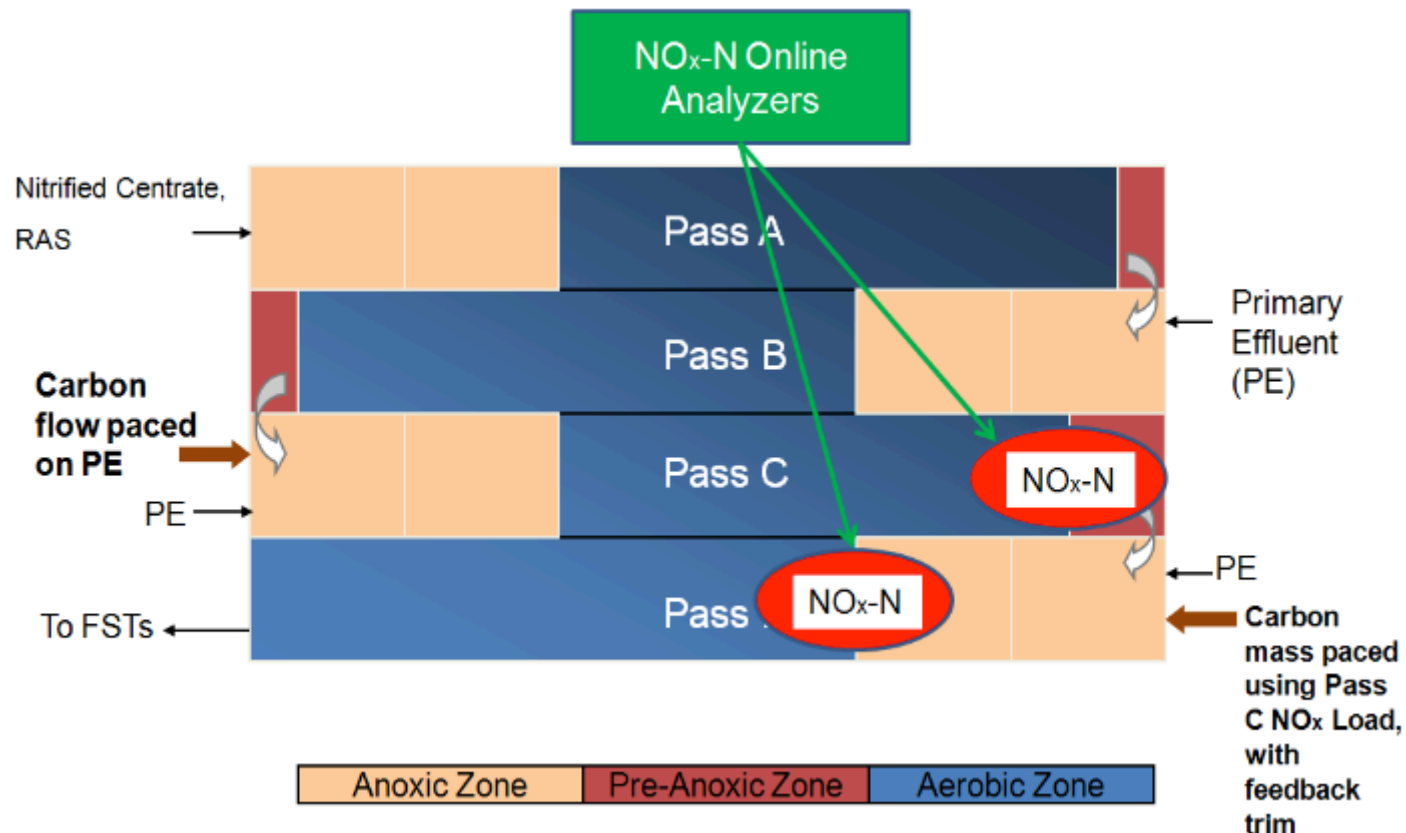 NOx-N Online
Analyzers
Nitrified Centrate,
RAS
Pass A
Primary
Effluent
(PE)
Pass B
Carbon
flow paced
on PE
Pass C
NOx-N
PE
PE
NOx-N
Pass
To FSTs
Carbon
mass paced
using Pass
C NOx Load,
with
feedback
trim
Anoxic Zone
Pre-Anoxic Zone
Aerobic Zone